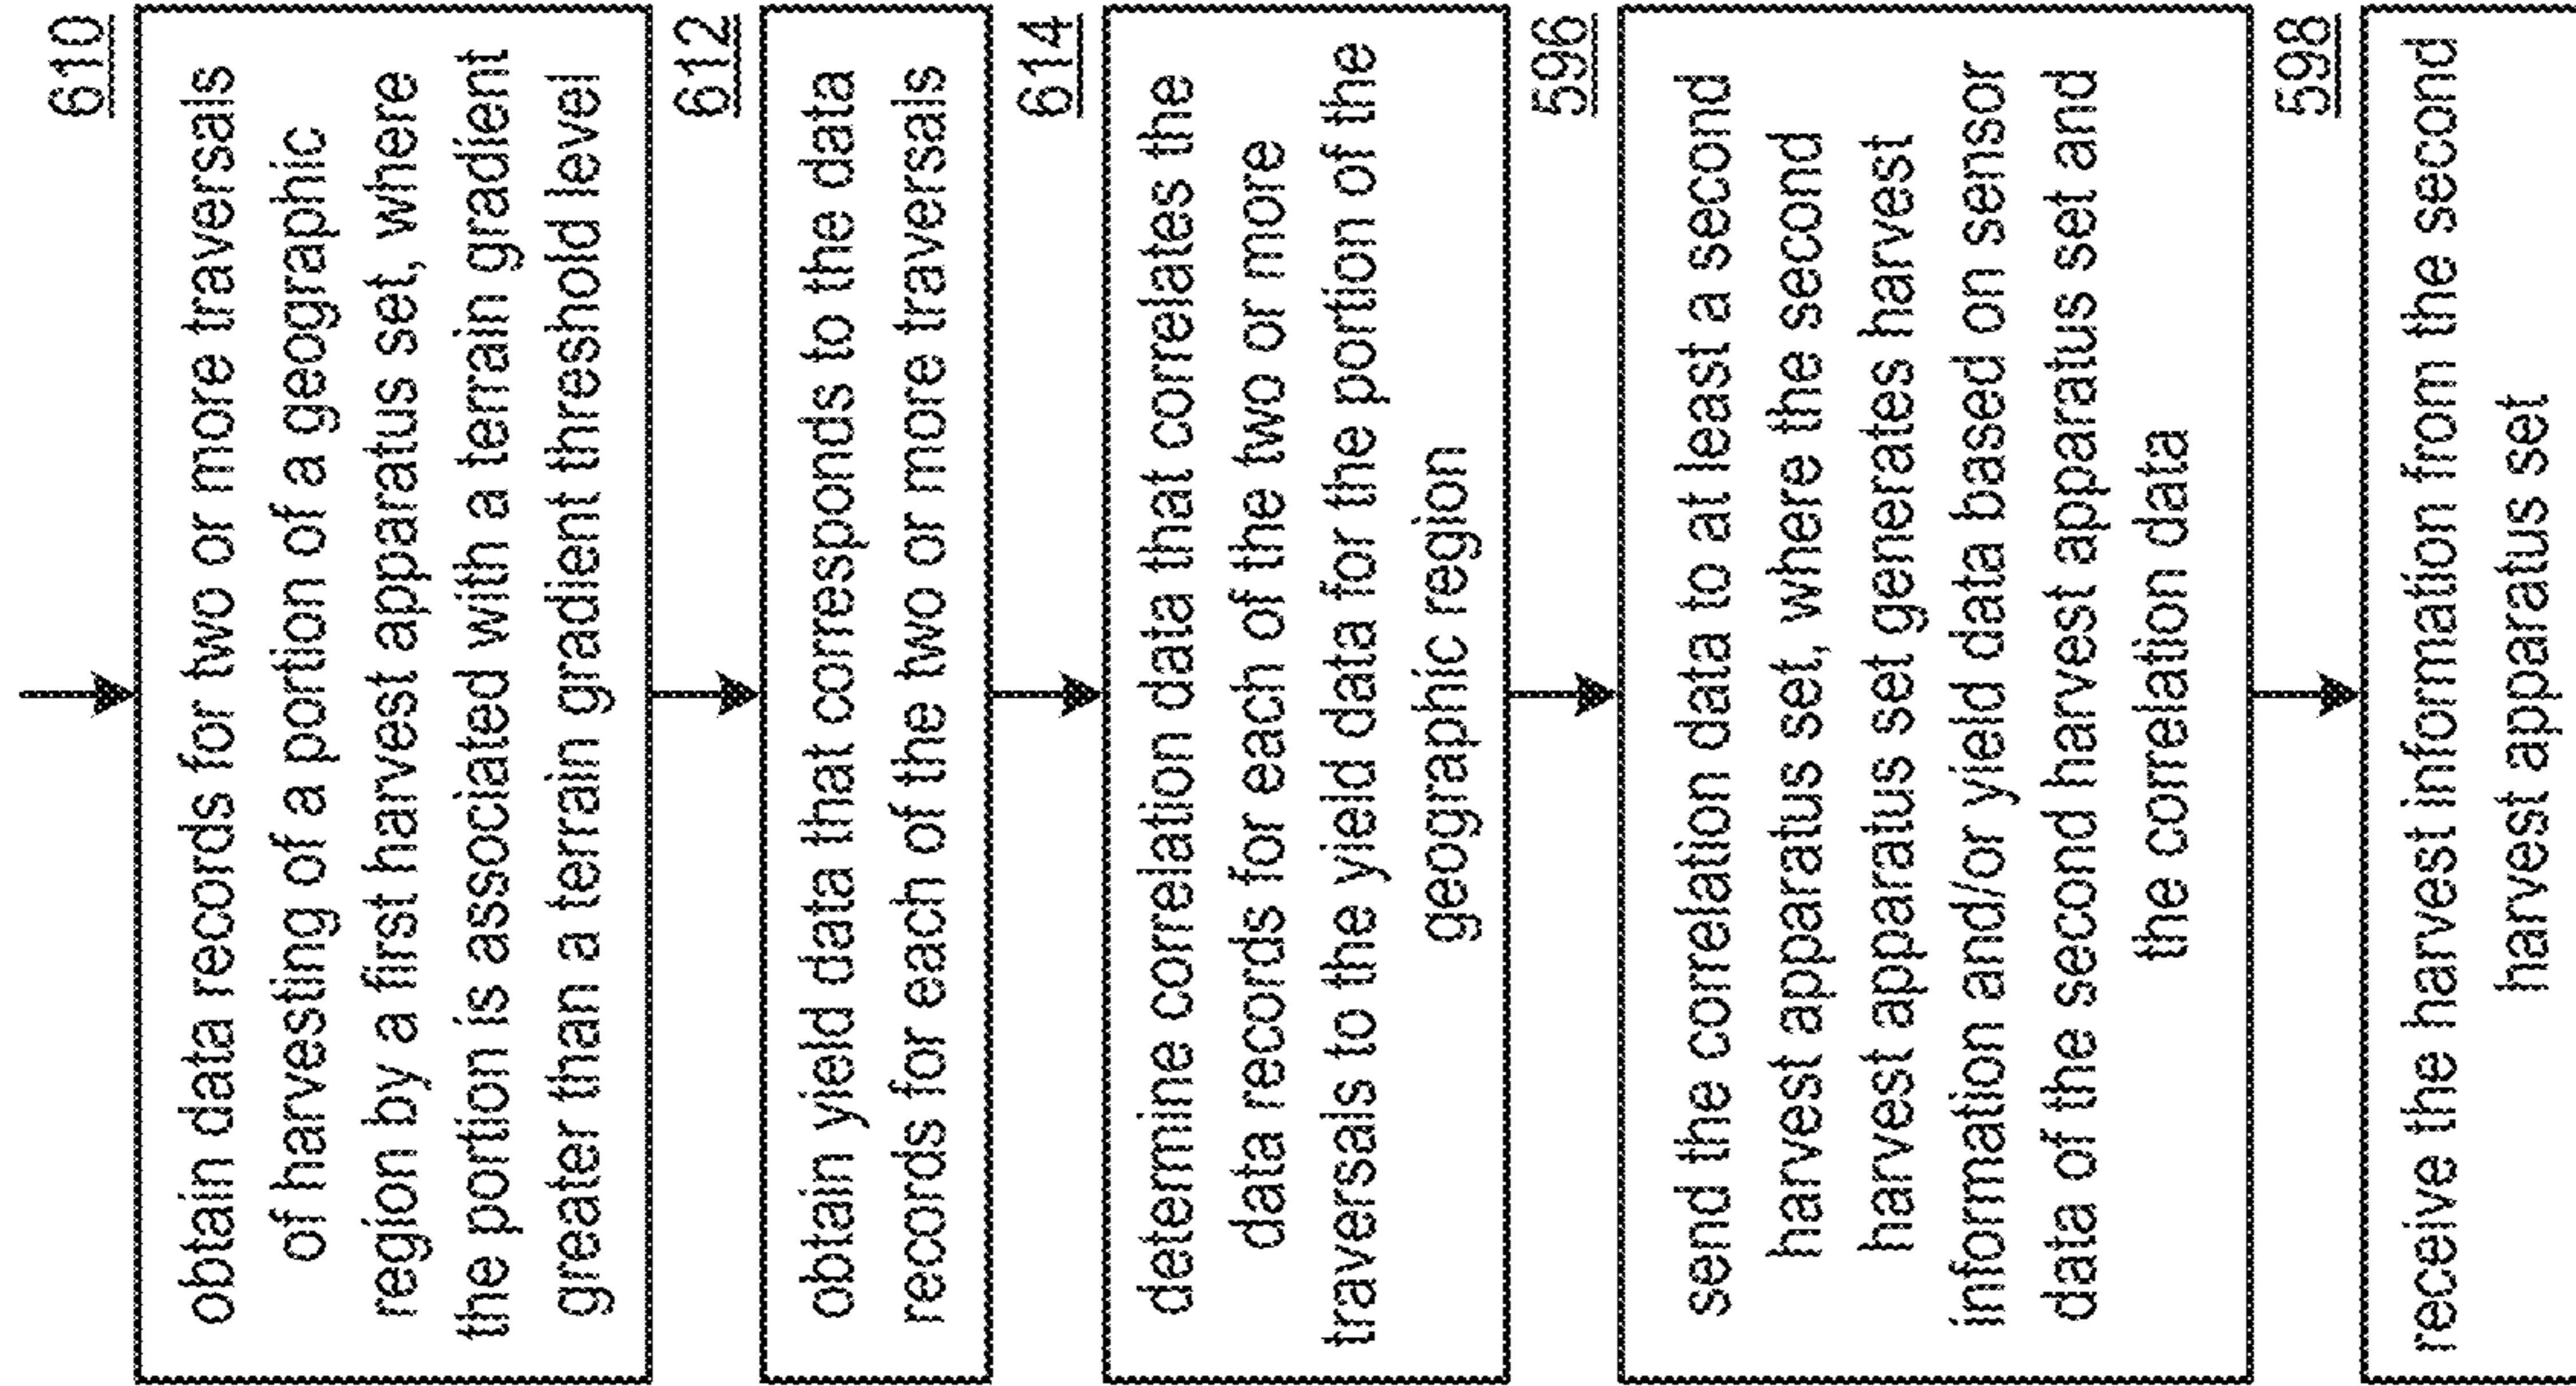 610
obtain data records for two or more traversals
of harvesting of a portion of a geographic
region by a first harvest apparatus set, where
the portion is associated with a terrain gradient
greater than a terrain gradient threshold level
612
obtain yield data that corresponds to the data
records for each of the two or more traversals
614
determine correlation data that correlates the
data records for each of the two or more
traversals to the yield data for the portion of the
geographic region
596
send the correlation data to at least a second
harvest apparatus set, where the second
harvest apparatus set generates harvest
information and/or yield data based on sensor
data of the second harvest apparatus set and
the correlation data
598
receive the harvest information from the second
harvest apparatus set